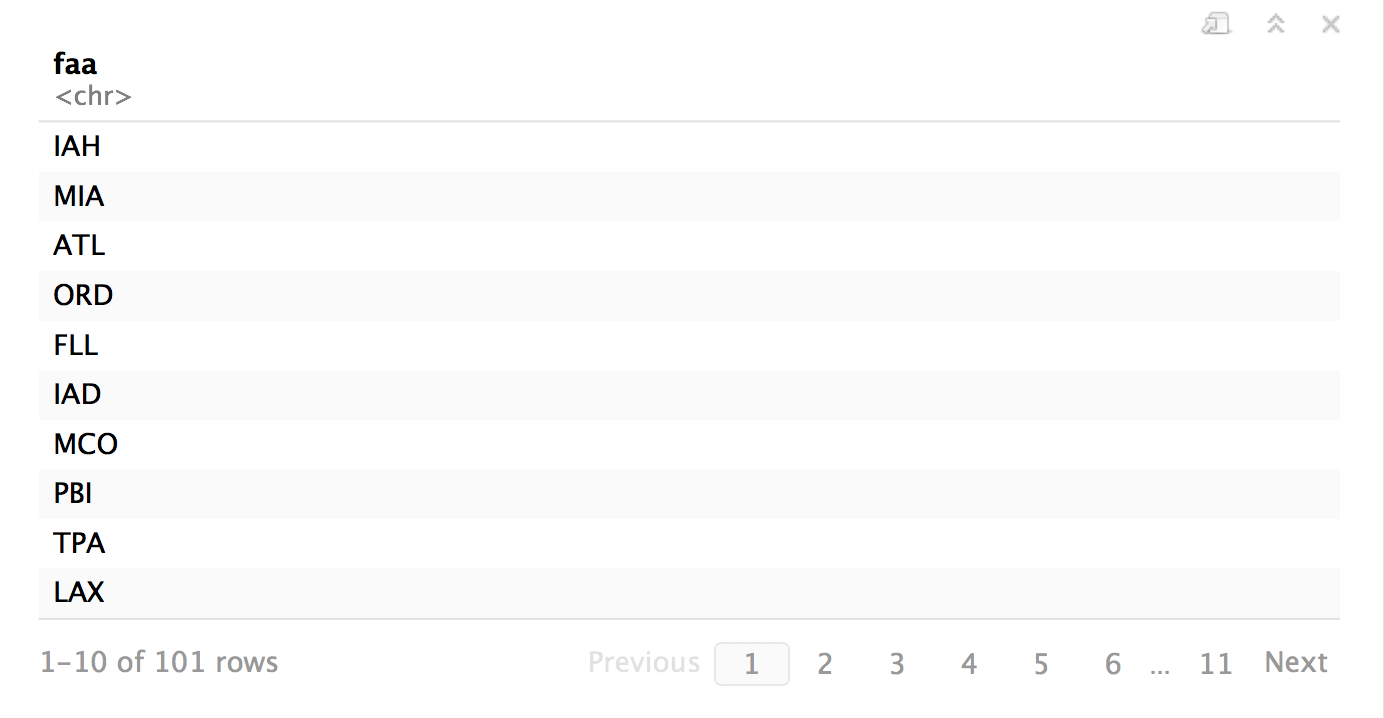 faa
<chr>
IAH
MIA
ATL
ORD
FLL
IAD
MCO
PBI
TPA
LAX
1–10 of 101 rows Previous 1 2 3 4 5 6 ... 11 Next